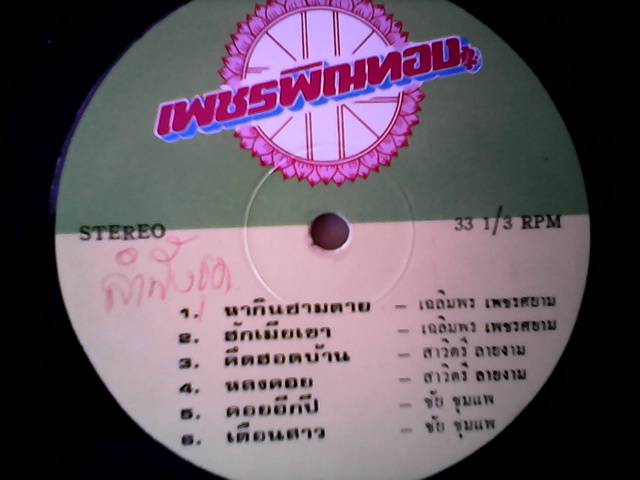 เพชรพิณทอง
STEREO 33 1/3 RPM
1. หากินยามตาย – เฉลิมพร เพชรศยาม
2. ฮักเมียเขา – เฉลิมพร เพชรศยาม
3. คึดฮอดบ้าน – สาวิตรี ลายงาม
4. หลงดอย – สาวิตรี ลายงาม
5. คอยอีกปี – ชัย ชุมแพ
6. เตือนสาว – ชัย ชุมแพ